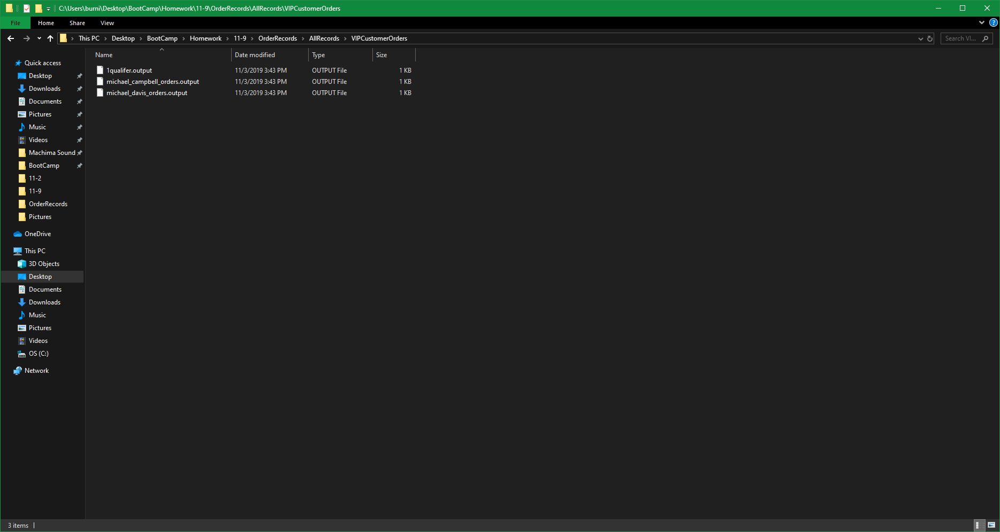 C:\Users\burni\Desktop\BootCamp\Homework\11-9\OrderRecords\AllRecords\VIPCustomerOrders
File Home Share View
This PC Desktop BootCamp Homework 11-9 OrderRecords AllRecords VIPCustomerOrders Search VI...
Name Date modified Type Size
1qualifer.output 11/3/2019 3:43 PM OUTPUT File 1 KB
michael_campbell_orders.output 11/3/2019 3:43 PM OUTPUT File 1 KB
michael_davis_orders.output 11/3/2019 3:43 PM OUTPUT File 1 KB
Quick access
Desktop
Downloads
Documents
Pictures
Music
Videos
Machima Sound
BootCamp
11-2
11-9
OrderRecords
Pictures
OneDrive
This PC
3D Objects
Desktop
Documents
Downloads
Music
Pictures
Videos
OS (C:)
Network
3 items